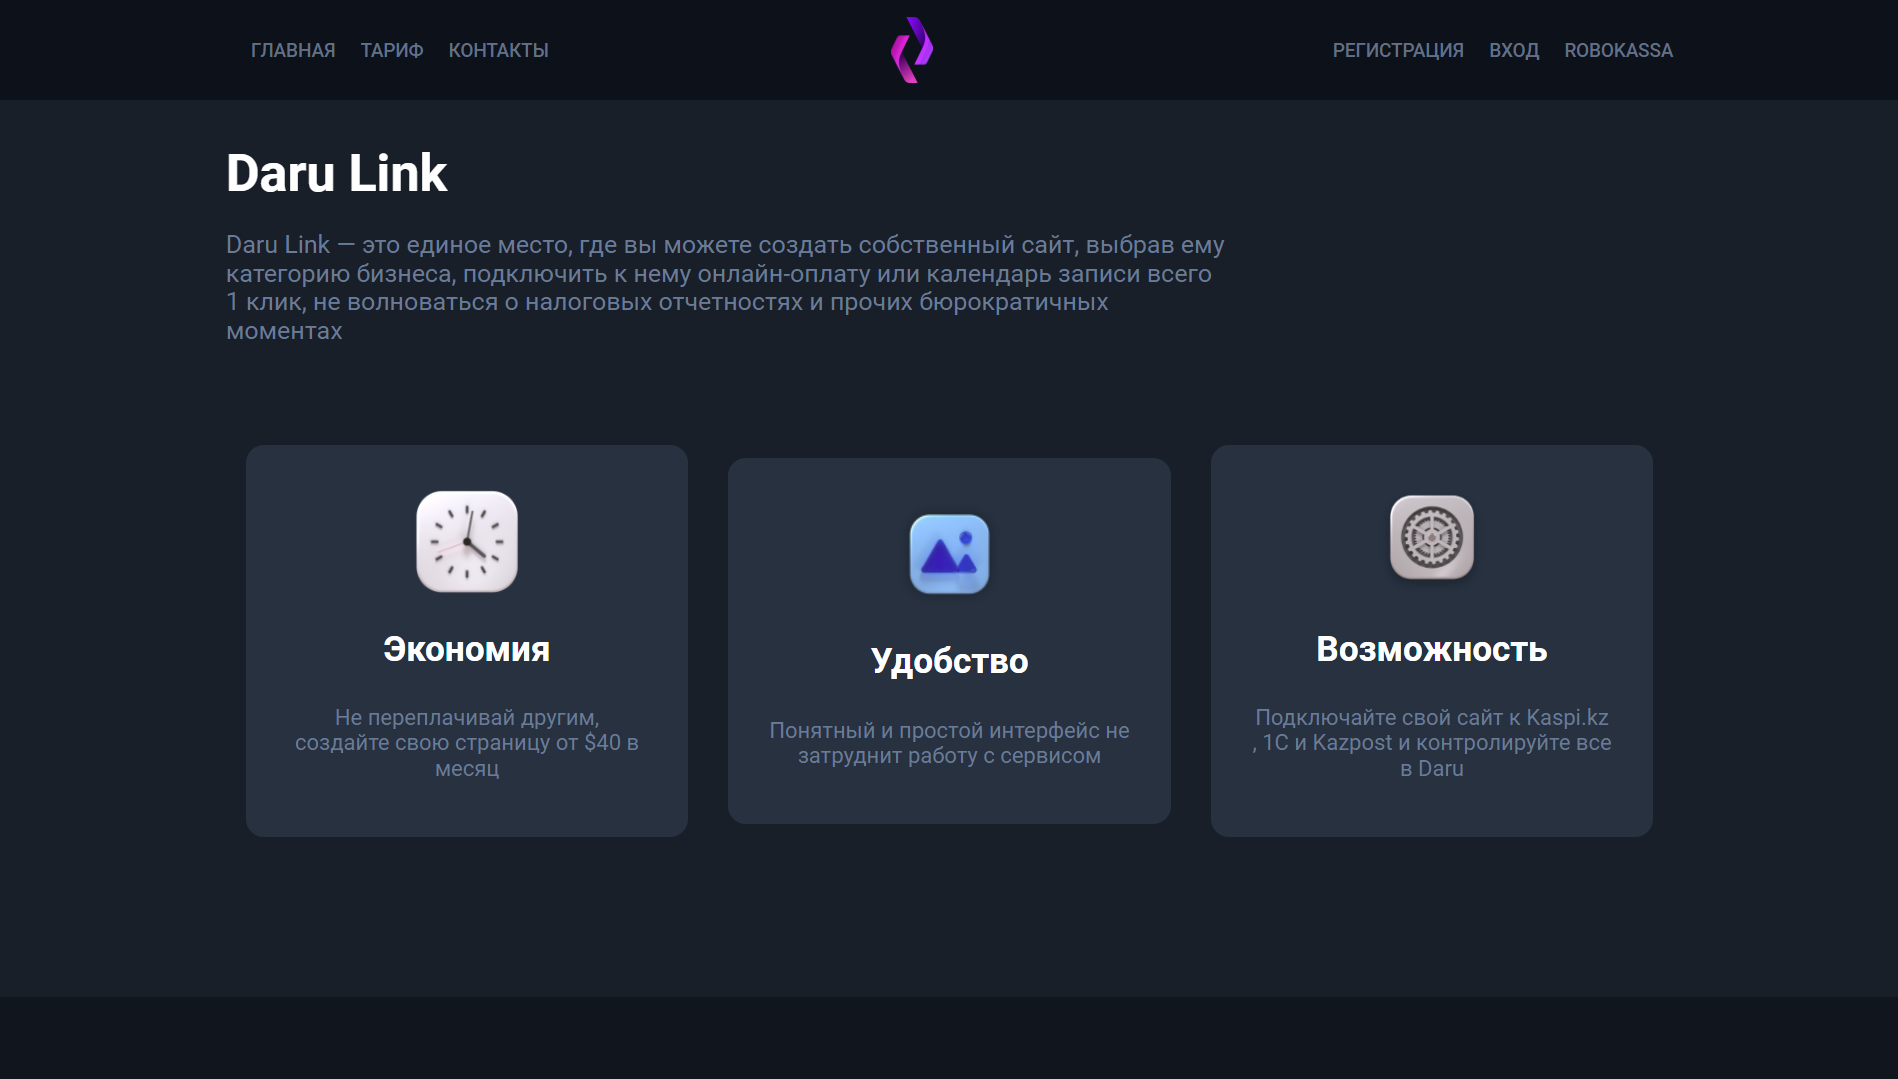 ГЛАВНАЯ ТАРИФ КОНТАКТЫ РЕГИСТРАЦИЯ ВХОД ROBOKASSA
Daru Link
Daru Link — это единое место, где вы можете создать собственный сайт, выбрав ему
категорию бизнеса, подключить к нему онлайн-оплату или календарь записи всего
1 клик, не волноваться о налоговых отчетностях и прочих бюрократичных
моментах
Экономия
Не переплачивай другим,
создайте свою страницу от $40 в
месяц
Удобство
Понятный и простой интерфейс не
затруднит работу с сервисом
Возможность
Подключайте свой сайт к Kaspi.kz
, 1C и Kazpost и контролируйте все
в Daru